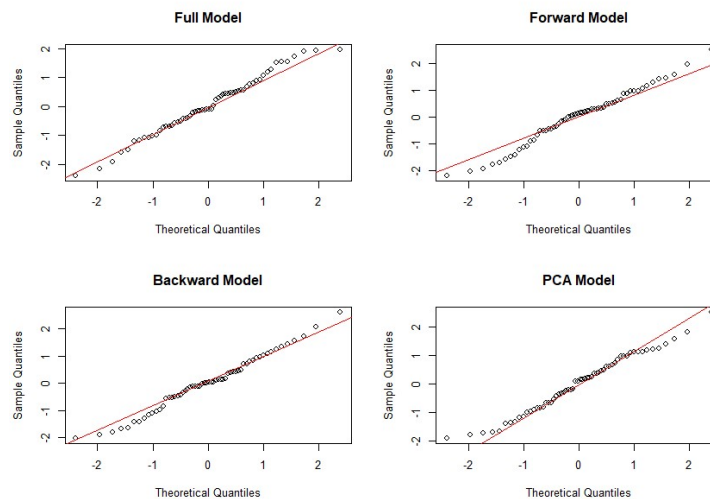 Full Model
Sample Quantiles
2
1
0
-1
-2
-2 -1 0 1 2
Theoretical Quantiles
Forward Model
Sample Quantiles
2
1
0
-1
-2
-2 -1 0 1 2
Theoretical Quantiles
Backward Model
Sample Quantiles
2
1
0
-1
-2
-2 -1 0 1 2
Theoretical Quantiles
PCA Model
Sample Quantiles
2
1
0
-1
-2
-2 -1 0 1 2
Theoretical Quantiles